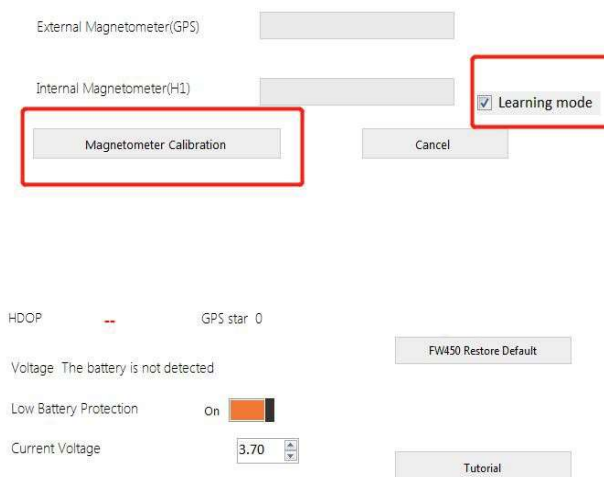 External Magnetometer(GPS)
Internal Magnetometer(H1)
Learning mode
Magnetometer Calibration
Cancel
HDOP -- GPS star 0
FW450 Restore Default
Voltage The battery is not detected
Low Battery Protection On
Current Voltage 3.70
Tutorial